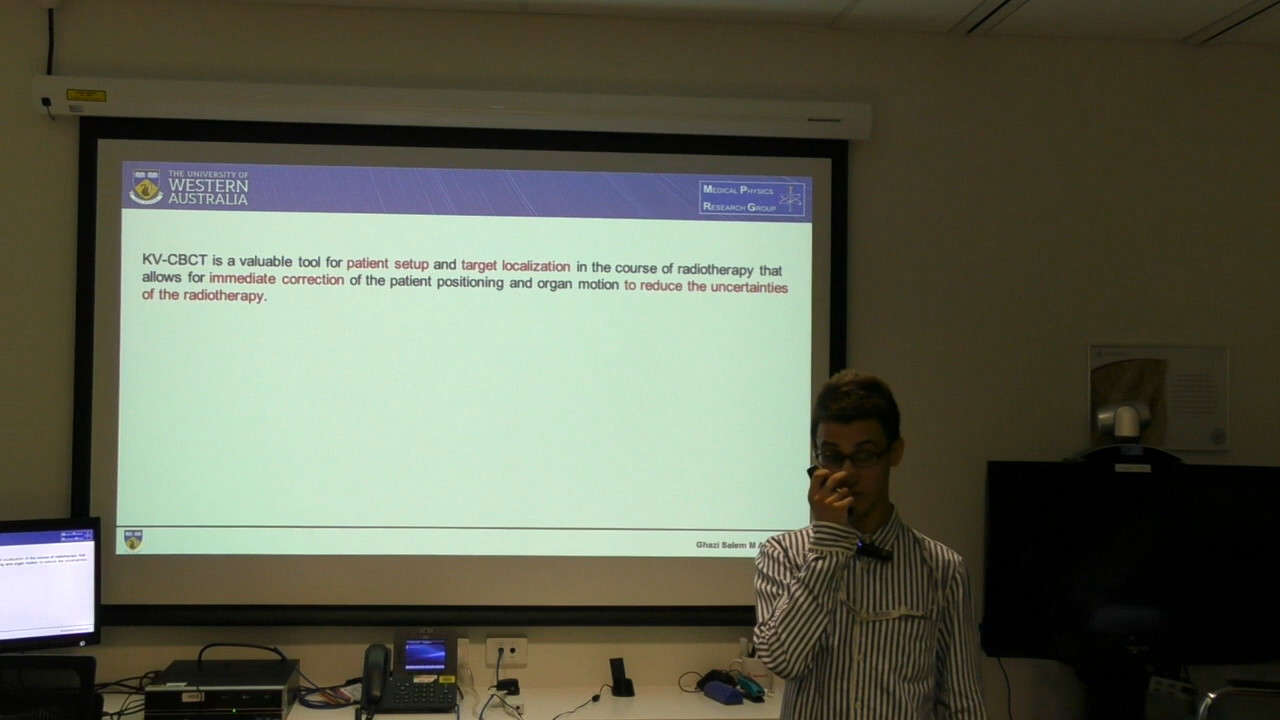 THE UNIVERSITY OF
WESTERN
AUSTRALIA
MEDICAL PHYSICS
RESEARCH GROUP
KV-CBCT is a valuable tool for patient setup and target localization in the course of radiotherapy that
allows for immediate correction of the patient positioning and organ motion to reduce the uncertainties
of the radiotherapy.
Ghazi Salem M